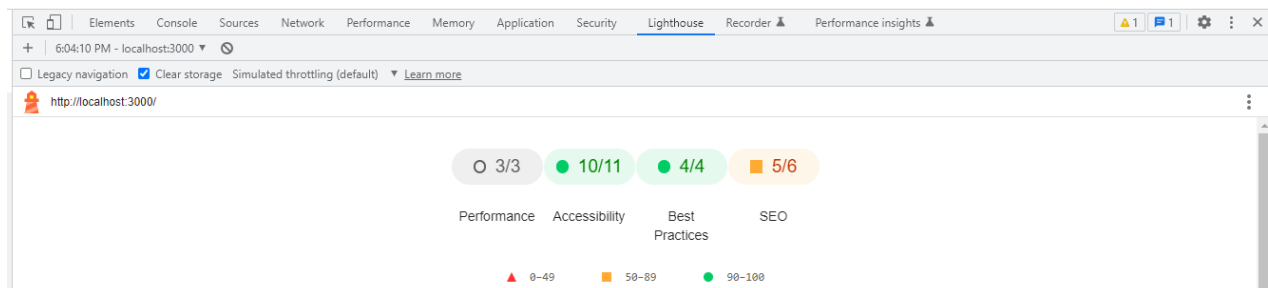 Elements Console Sources Network Performance Memory Application Security Lighthouse Recorder Performance insights 1 1
6:04:10 PM - localhost:3000
Legacy navigation Clear storage Simulated throttling (default) Learn more
http://localhost:3000/
3/3 10/11 4/4 5/6
Performance Accessibility Best Practices SEO
0–49 50–89 90–100